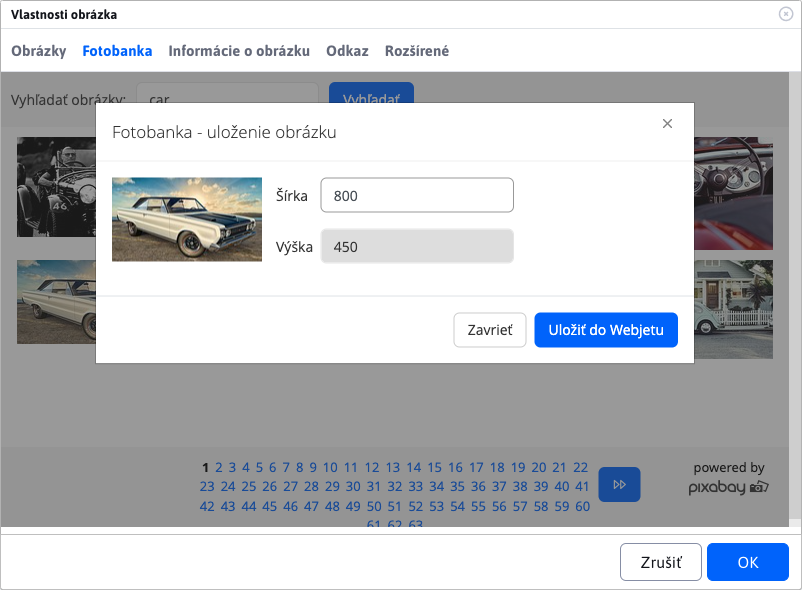 Vlastnosti obrázka
Obrázky Fotobanka Informácie o obrázku Odkaz Rozšírené
Vyhľadať obrázky: car Vyhľadať
Fotobanka - uloženie obrázku
Šírka 800
Výška 450
46
Zavrieť Uložiť do Webjetu
1 2 3 4 5 6 7 8 9 10 11 12 13 14 15 16 17 18 19 20 21 22
23 24 25 26 27 28 29 30 31 32 33 34 35 36 37 38 39 40 41
42 43 44 45 46 47 48 49 50 51 52 53 54 55 56 57 58 59 60
61 62 63
powered by
pixabay
Zrušiť OK